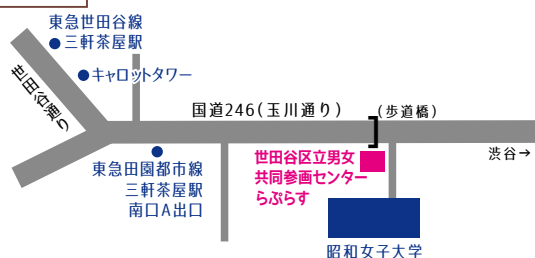 東急世田谷線
三軒茶屋駅
キャロットタワー
世田谷通り
国道246(玉川通り)
(歩道橋)
渋谷→
東急田園都市線
三軒茶屋駅
南口A出口
世田谷区立男女
共同参画センター
らぷらす
昭和女子大学